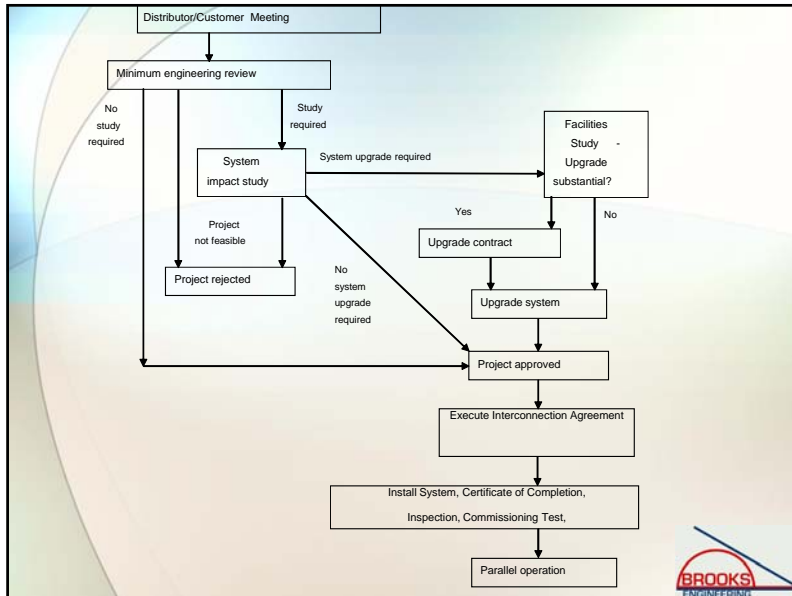 Distributor/Customer Meeting
Minimum engineering review
No
study
required
Study
required
System
impact study
System upgrade required
Facilities
Study -
Upgrade
substantial?
Project
not feasible
Project rejected
No
system
upgrade
required
Yes
No
Upgrade contract
Upgrade system
Project approved
Execute Interconnection Agreement
Install System, Certificate of Completion,
Inspection, Commissioning Test,
Parallel operation
BROOKS
ENGINEERING